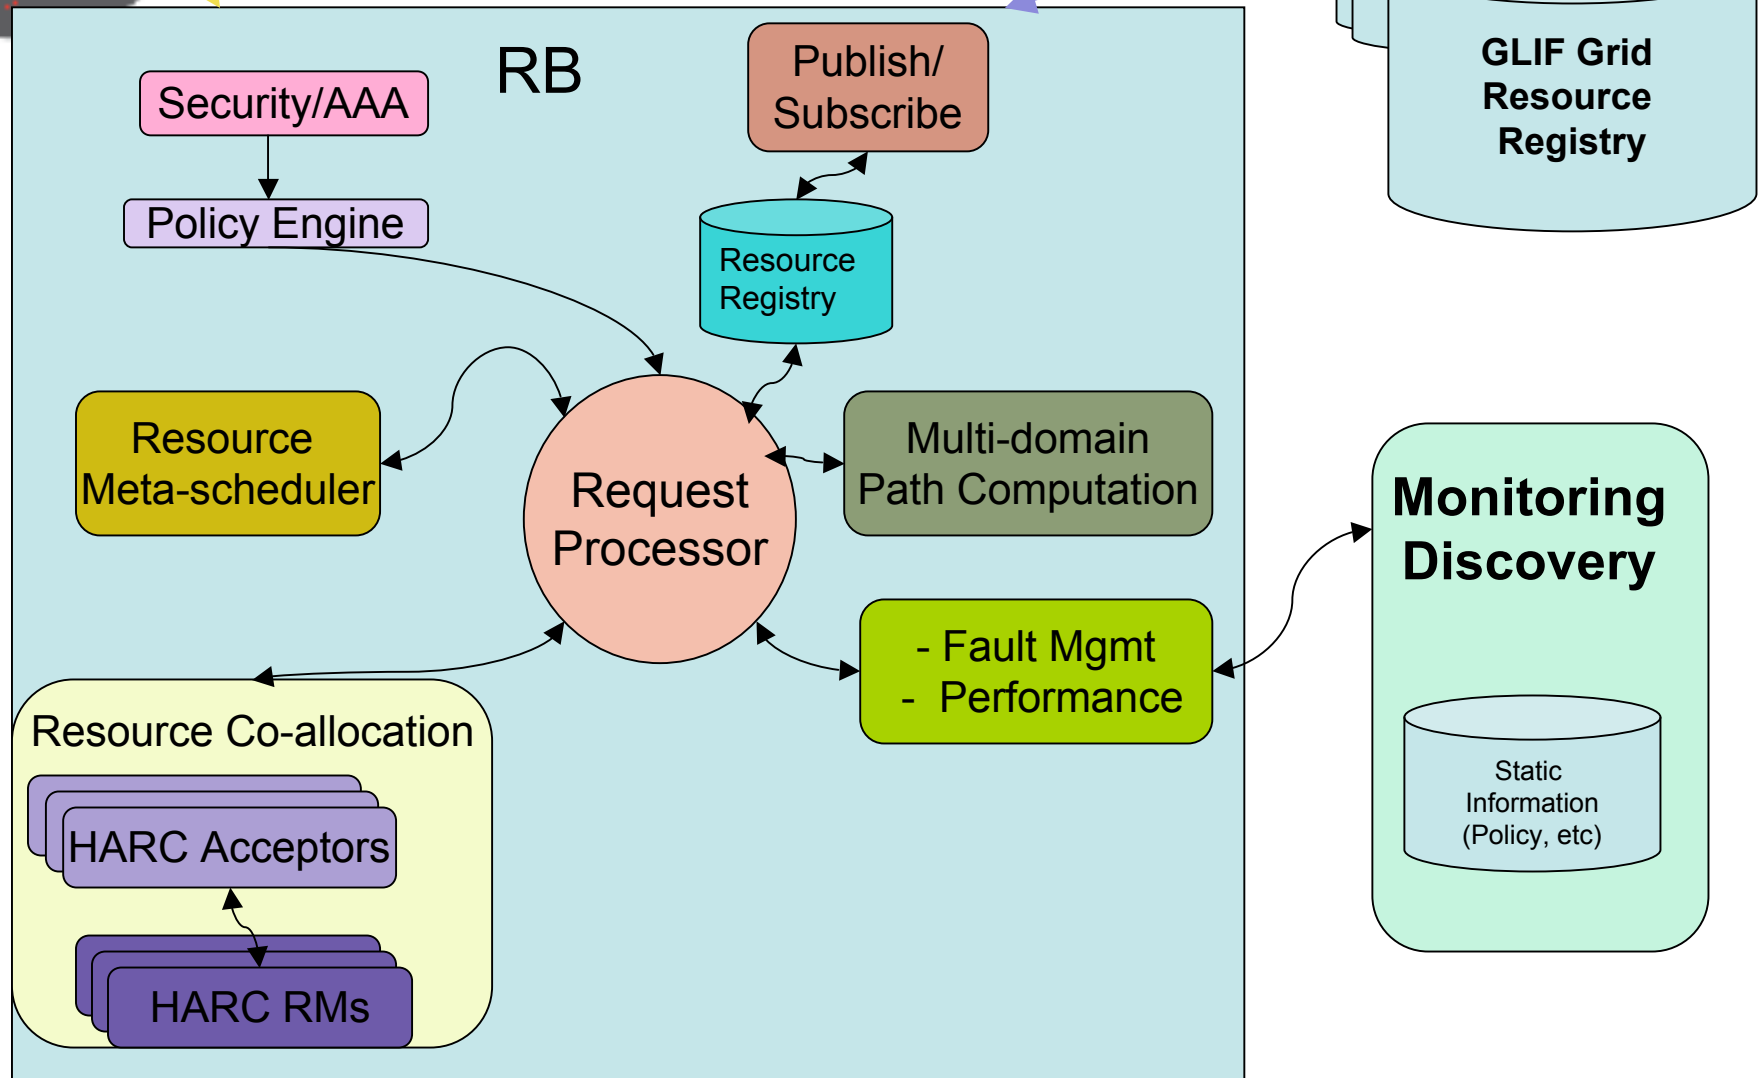 RB
Security/AAA
Policy Engine
Publish/
Subscribe
Resource
Registry
GLIF Grid
Resource
Registry
Resource
Meta-scheduler
Request
Processor
Multi-domain
Path Computation
- Fault Mgmt
- Performance
Monitoring
Discovery
Static
Information
(Policy, etc)
Resource Co-allocation
HARC Acceptors
HARC RMs